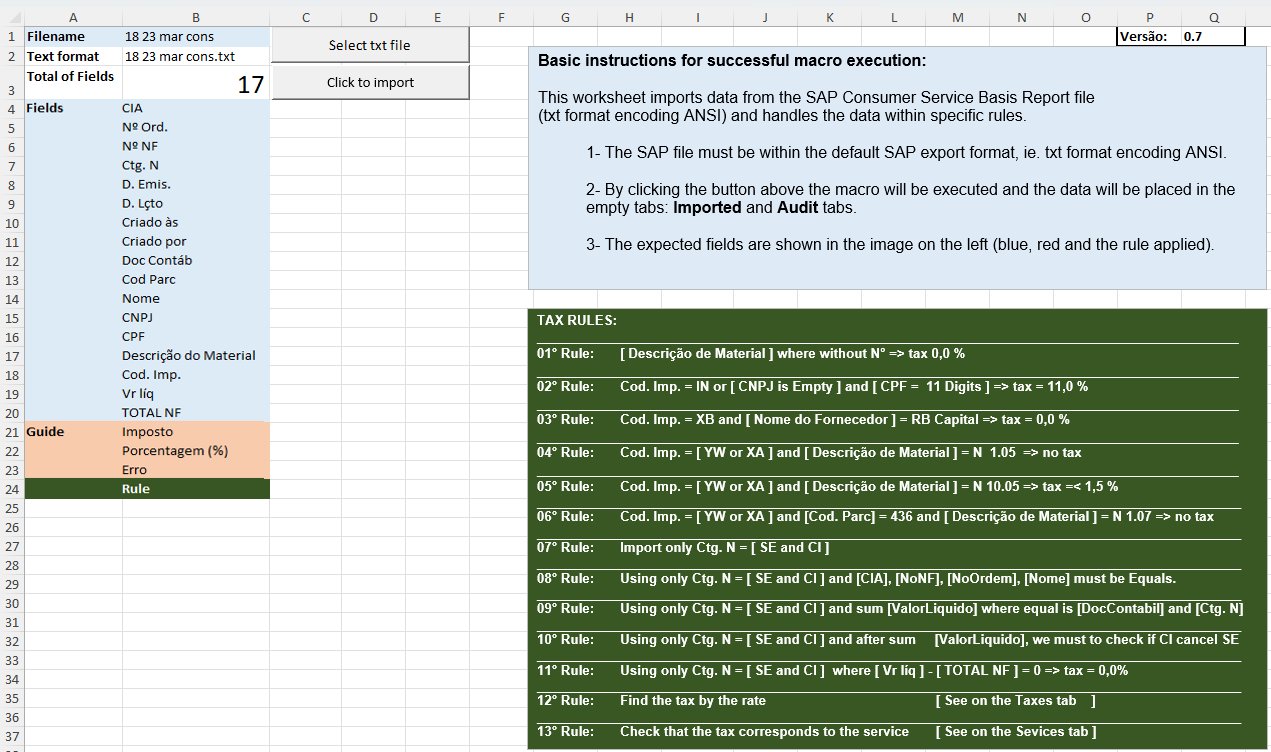 A B C D E F G H I J K L M N O P Q
1 Filename 18 23 mar cons Select txt file Versão: 0.7
2 Text format 18 23 mar cons.txt
3 Total of Fields 17 Click to import
4 Fields CIA
5 Nº Ord.
6 Nº NF
7 Ctg. N
8 D. Emis.
9 D. Lçto
10 Criado às
11 Criado por
12 Doc Contáb
13 Cod Parc
14 Nome
15 CNPJ
16 CPF
17 Descrição do Material
18 Cod. Imp.
19 Vr líq
20 TOTAL NF
21 Guide Imposto
22 Porcentagem (%)
23 Erro
24 Rule
25
26
27
28
29
30
31
32
33
34
35
36
37
Basic instructions for successful macro execution:
This worksheet imports data from the SAP Consumer Service Basis Report file
(txt format encoding ANSI) and handles the data within specific rules.
1- The SAP file must be within the default SAP export format, ie. txt format encoding ANSI.
2- By clicking the button above the macro will be executed and the data will be placed in the
empty tabs: Imported and Audit tabs.
3- The expected fields are shown in the image on the left (blue, red and the rule applied).
TAX RULES:
01° Rule: [ Descrição de Material ] where without N° => tax 0,0 %
02° Rule: Cod. Imp. = IN or [ CNPJ is Empty ] and [ CPF = 11 Digits ] => tax = 11,0 %
03° Rule: Cod. Imp. = XB and [ Nome do Fornecedor ] = RB Capital => tax = 0,0 %
04° Rule: Cod. Imp. = [ YW or XA ] and [ Descrição de Material ] = N 1.05 => no tax
05° Rule: Cod. Imp. = [ YW or XA ] and [ Descrição de Material ] = N 10.05 => tax =< 1,5 %
06° Rule: Cod. Imp. = [ YW or XA ] and [Cod. Parc] = 436 and [ Descrição de Material ] = N 1.07 => no tax
07° Rule: Import only Ctg. N = [ SE and CI ]
08° Rule: Using only Ctg. N = [ SE and CI ] and [CIA], [NoNF], [NoOrdem], [Nome] must be Equals.
09° Rule: Using only Ctg. N = [ SE and CI ] and sum [ValorLiquido] where equal is [DocContabil] and [Ctg. N]
10° Rule: Using only Ctg. N = [ SE and CI ] and after sum [ValorLiquido], we must to check if CI cancel SE
11° Rule: Using only Ctg. N = [ SE and CI ] where [ Vr líq ] - [ TOTAL NF ] = 0 => tax = 0,0%
12° Rule: Find the tax by the rate [ See on the Taxes tab ]
13° Rule: Check that the tax corresponds to the service [ See on the Sevices tab ]